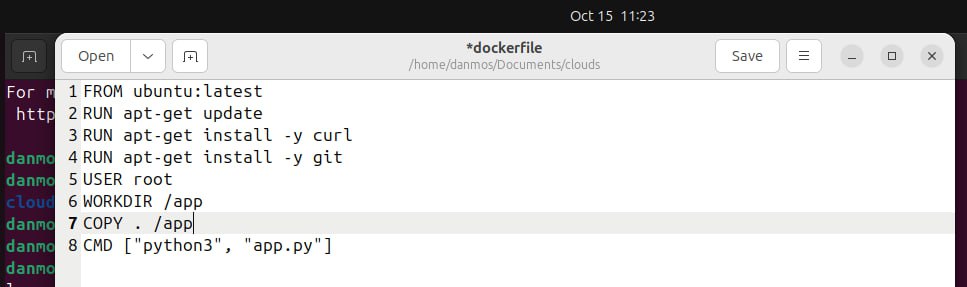 Oct 15 11:23
Open
*dockerfile
/home/danmos/Documents/clouds
Save
For m
http
danmo
danmo
cloud
danmo
danmo
danmo
1 FROM ubuntu:latest
2 RUN apt-get update
3 RUN apt-get install -y curl
4 RUN apt-get install -y git
5 USER root
6 WORKDIR /app
7 COPY . /app
8 CMD ["python3", "app.py"]